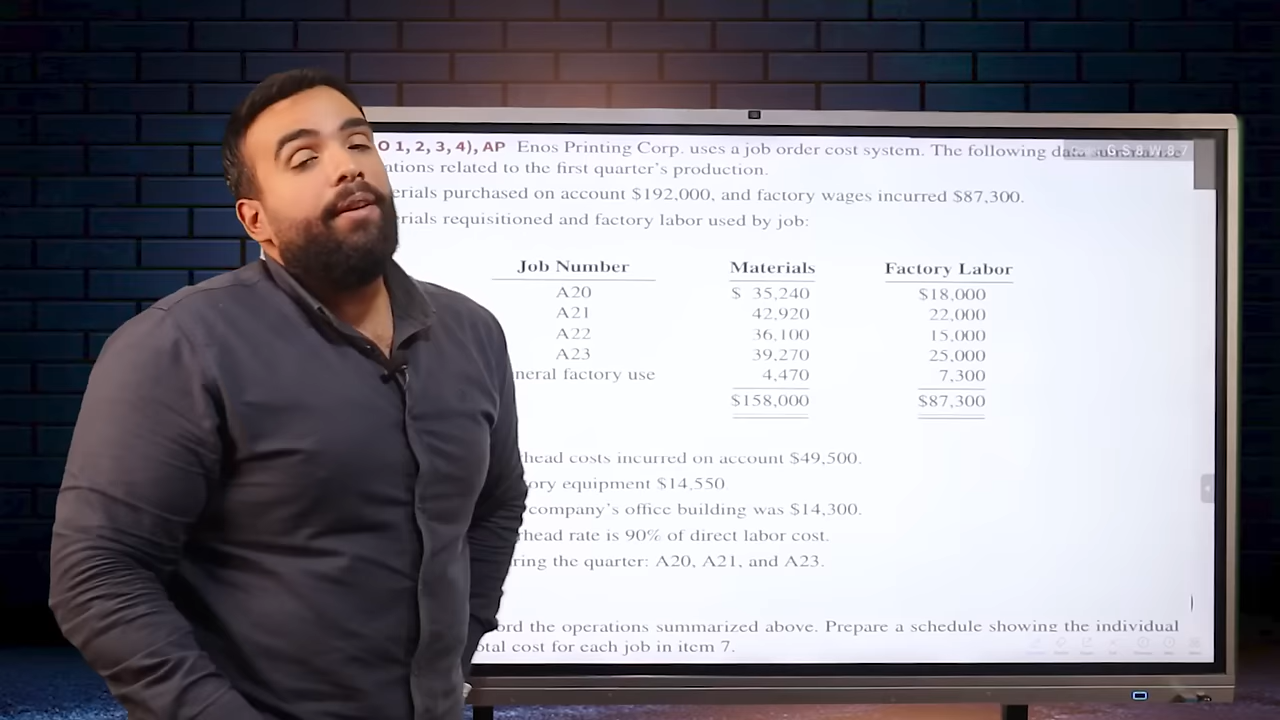 O 1, 2, 3, 4), AP Enos Printing Corp. uses a job order cost system. The following data
ations related to the first quarter's production.
erials purchased on account $192,000, and factory wages incurred $87,300.
erials requisitioned and factory labor used by job:
Job Number Materials Factory Labor
A20 $ 35,240 $18,000
A21 42,920 22,000
A22 36,100 15,000
A23 39,270 25,000
neral factory use 4,470 7,300
$158,000 $87,300
head costs incurred on account $49,500.
ory equipment $14,550
company's office building was $14,300.
rhead rate is 90% of direct labor cost.
ring the quarter: A20, A21, and A23.
ord the operations summarized above. Prepare a schedule showing the individual
otal cost for each job in item 7.